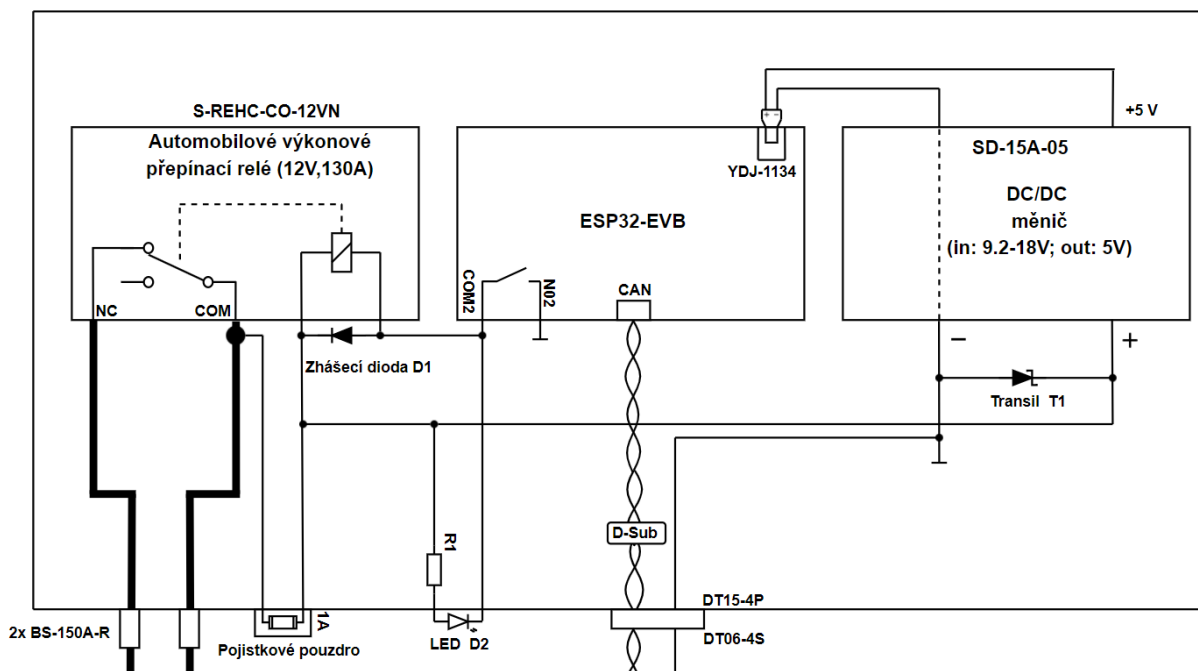 S-REHC-CO-12VN
Automobilové výkonové
přepínací relé (12V,130A)
NC
COM
Zhášecí dioda D1
ESP32-EVB
YDJ-1134
+ -
COM2
N02
CAN
+5 V
SD-15A-05
DC/DC
měnič
(in: 9.2-18V; out: 5V)
-
+
Transil T1
R1
D-Sub
2x BS-150A-R
1A
Pojistkové pouzdro
LED D2
DT15-4P
DT06-4S